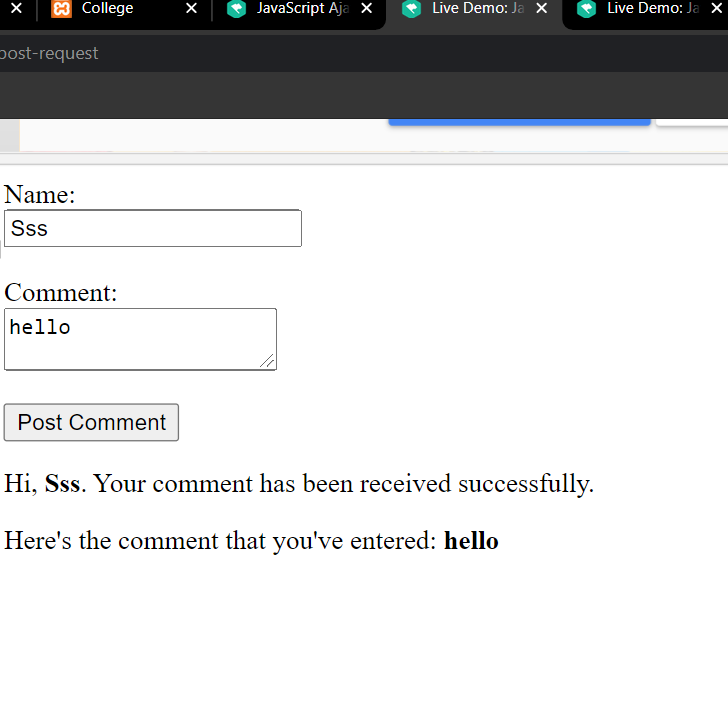 College
JavaScript Aja
Live Demo: Ja
Live Demo: Ja
post-request
Name:
Sss
Comment:
hello
Post Comment
Hi, Sss. Your comment has been received successfully.
Here's the comment that you've entered: hello